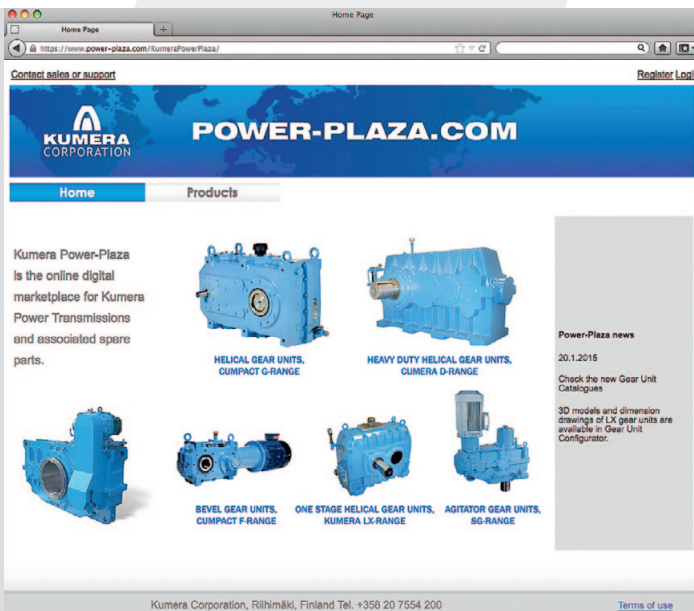 Home Page
Home Page
https://www.power-plaza.com/KumeraPowerPlaza/
Contact sales or support
Register Logi
KUMERA
CORPORATION
POWER-PLAZA.COM
Home
Products
Kumera Power-Plaza
is the online digital
marketplace for Kumera
Power Transmissions
and associated spare
parts.
HELICAL GEAR UNITS,
CUMPACT G-RANGE
HEAVY DUTY HELICAL GEAR UNITS,
CUMERA D-RANGE
BEVEL GEAR UNITS,
CUMPACT F-RANGE
ONE STAGE HELICAL GEAR UNITS,
KUMERA LX-RANGE
AGITATOR GEAR UNITS,
SG-RANGE
Power-Plaza news
20.1.2015
Check the new Gear Unit
Catalogues
3D models and dimension
drawings of LX gear units are
available in Gear Unit
Configurator.
Kumera Corporation, Riihimäki, Finland Tel. +358 20 7554 200
Terms of use